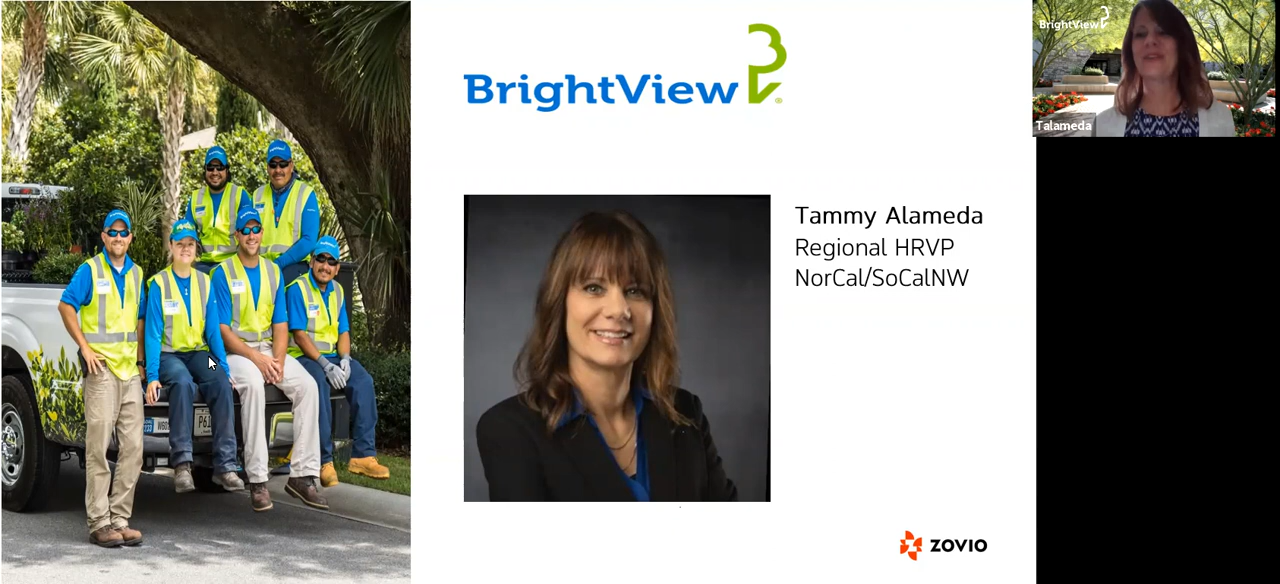 BrightView
Tammy Alameda
Regional HRVP
NorCal/SoCalNW
ZOVIO
BrightView
Talameda